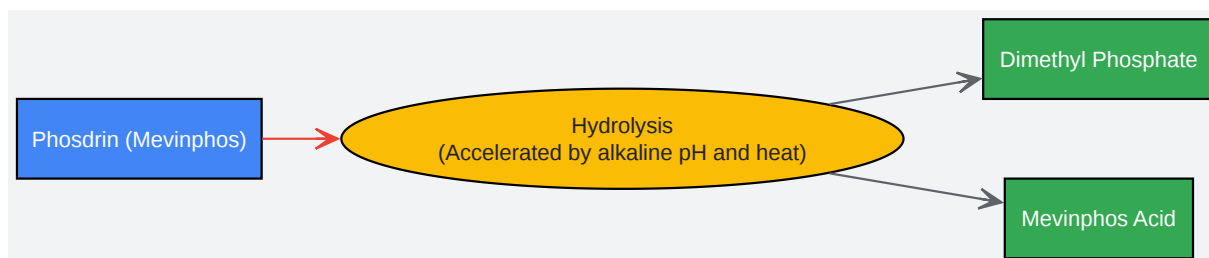 Phosdrin (Mevinphos)
Hydrolysis
(Accelerated by alkaline pH and heat)
Dimethyl Phosphate
Mevinphos Acid